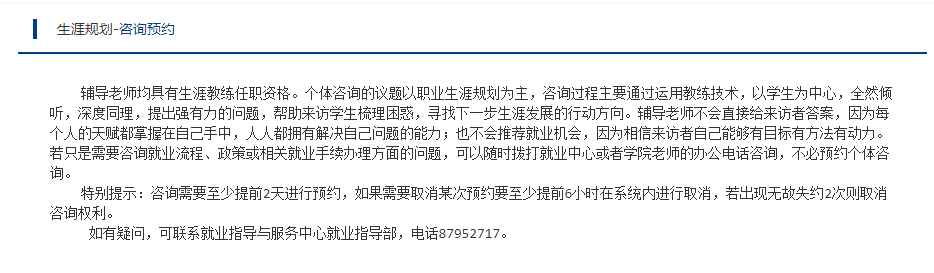 生涯规划-咨询预约
辅导老师均具有生涯教练任职资格。个体咨询的议题以职业生涯规划为主，咨询过程主要通过运用教练技术，以学生为中心，全然倾
听，深度同理，提出强有力的问题，帮助来访学生梳理困惑，寻找下一步生涯发展的行动方向。辅导老师不会直接给来访者答案，因为每
个人的天赋都掌握在自己手中，人人都拥有解决自己问题的能力；也不会推荐就业机会，因为相信来访者自己能够有目标有方法有动力。
若只是需要咨询就业流程、政策或相关就业手续办理方面的问题，可以随时拨打就业中心或者学院老师的办公电话咨询，不必预约个体咨
询。
特别提示：咨询需要至少提前2天进行预约，如果需要取消某次预约要至少提前6小时在系统内进行取消，若出现无故失约2次则取消
咨询权利。
如有疑问，可联系就业指导与服务中心就业指导部，电话87952717。